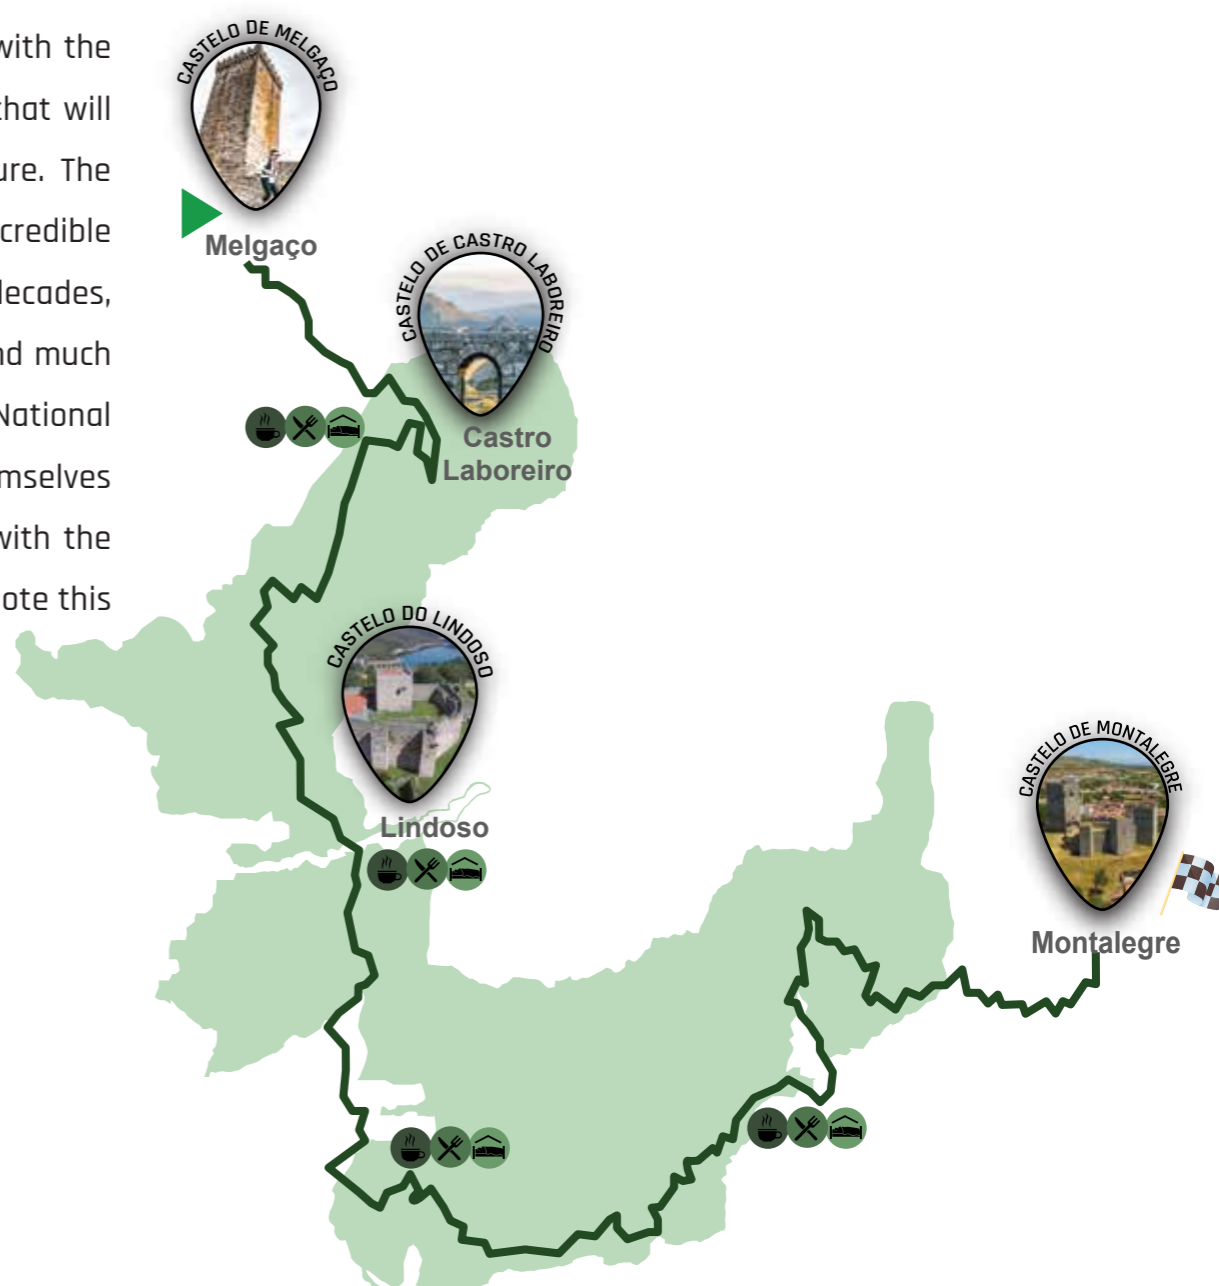 with the
that will
ure. The
credible
decades,
nd much
National
emselves
with the
ote this
CASTELO DE MELGAÇO
Melgaço
CASTELO DE CASTRO LABOREIRO
Castro
Laboreiro
CASTELO DO LINDOSO
Lindoso
CASTELO DE MONTALEGRE
Montalegre